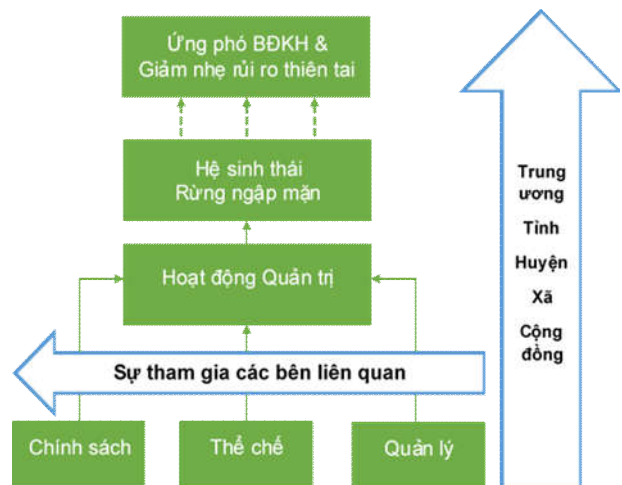 Ứng phó BĐKH &
Giảm nhẹ rủi ro thiên tai
Hệ sinh thái
Rừng ngập mặn
Hoạt động Quản trị
Sự tham gia các bên liên quan
Chính sách
Thể chế
Quản lý
Trung
ương
Tỉnh
Huyện
Xã
Cộng
đồng